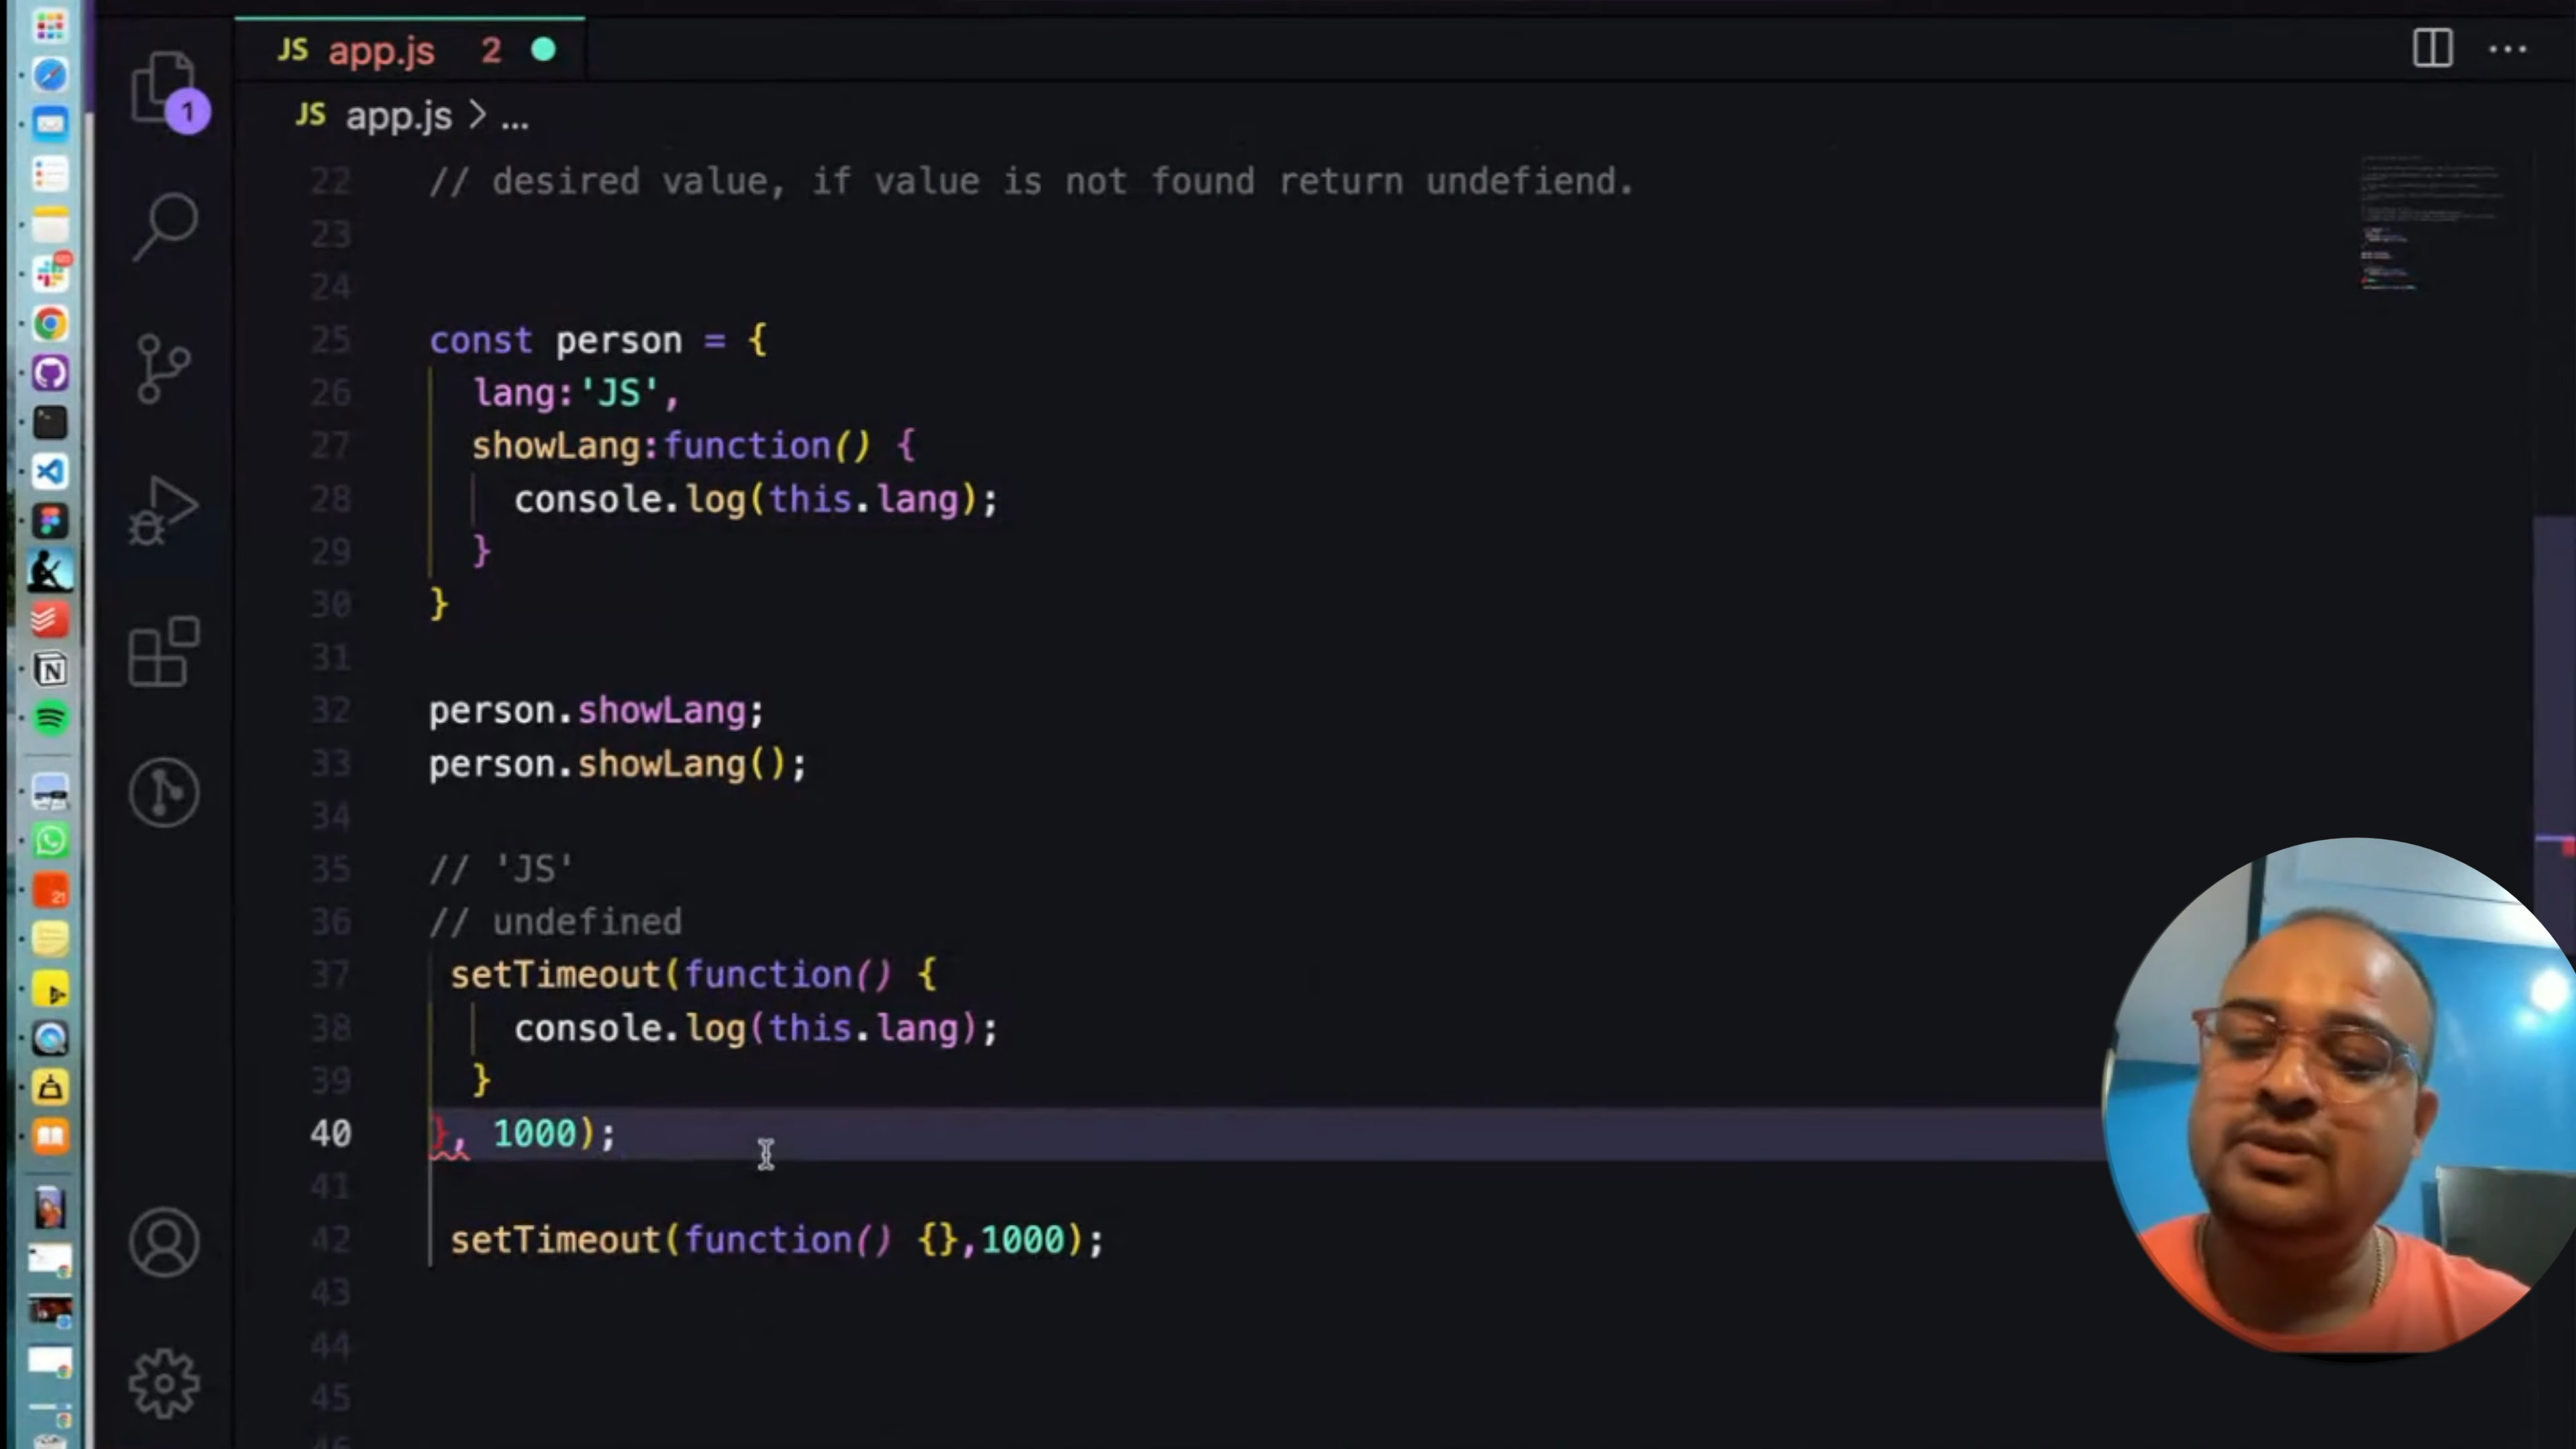 JS app.js 2
1
JS app.js > ...
22 // desired value, if value is not found return undefiend.
23
24
25 const person = {
26 lang:'JS',
27 showLang:function() {
28 console.log(this.lang);
29 }
30 }
31
32 person.showLang;
33 person.showLang();
34
35 // 'JS'
36 // undefined
37 setTimeout(function() {
38 console.log(this.lang);
39 }
40 }, 1000);
41
42 setTimeout(function() {},1000);
43
44
45
46
21